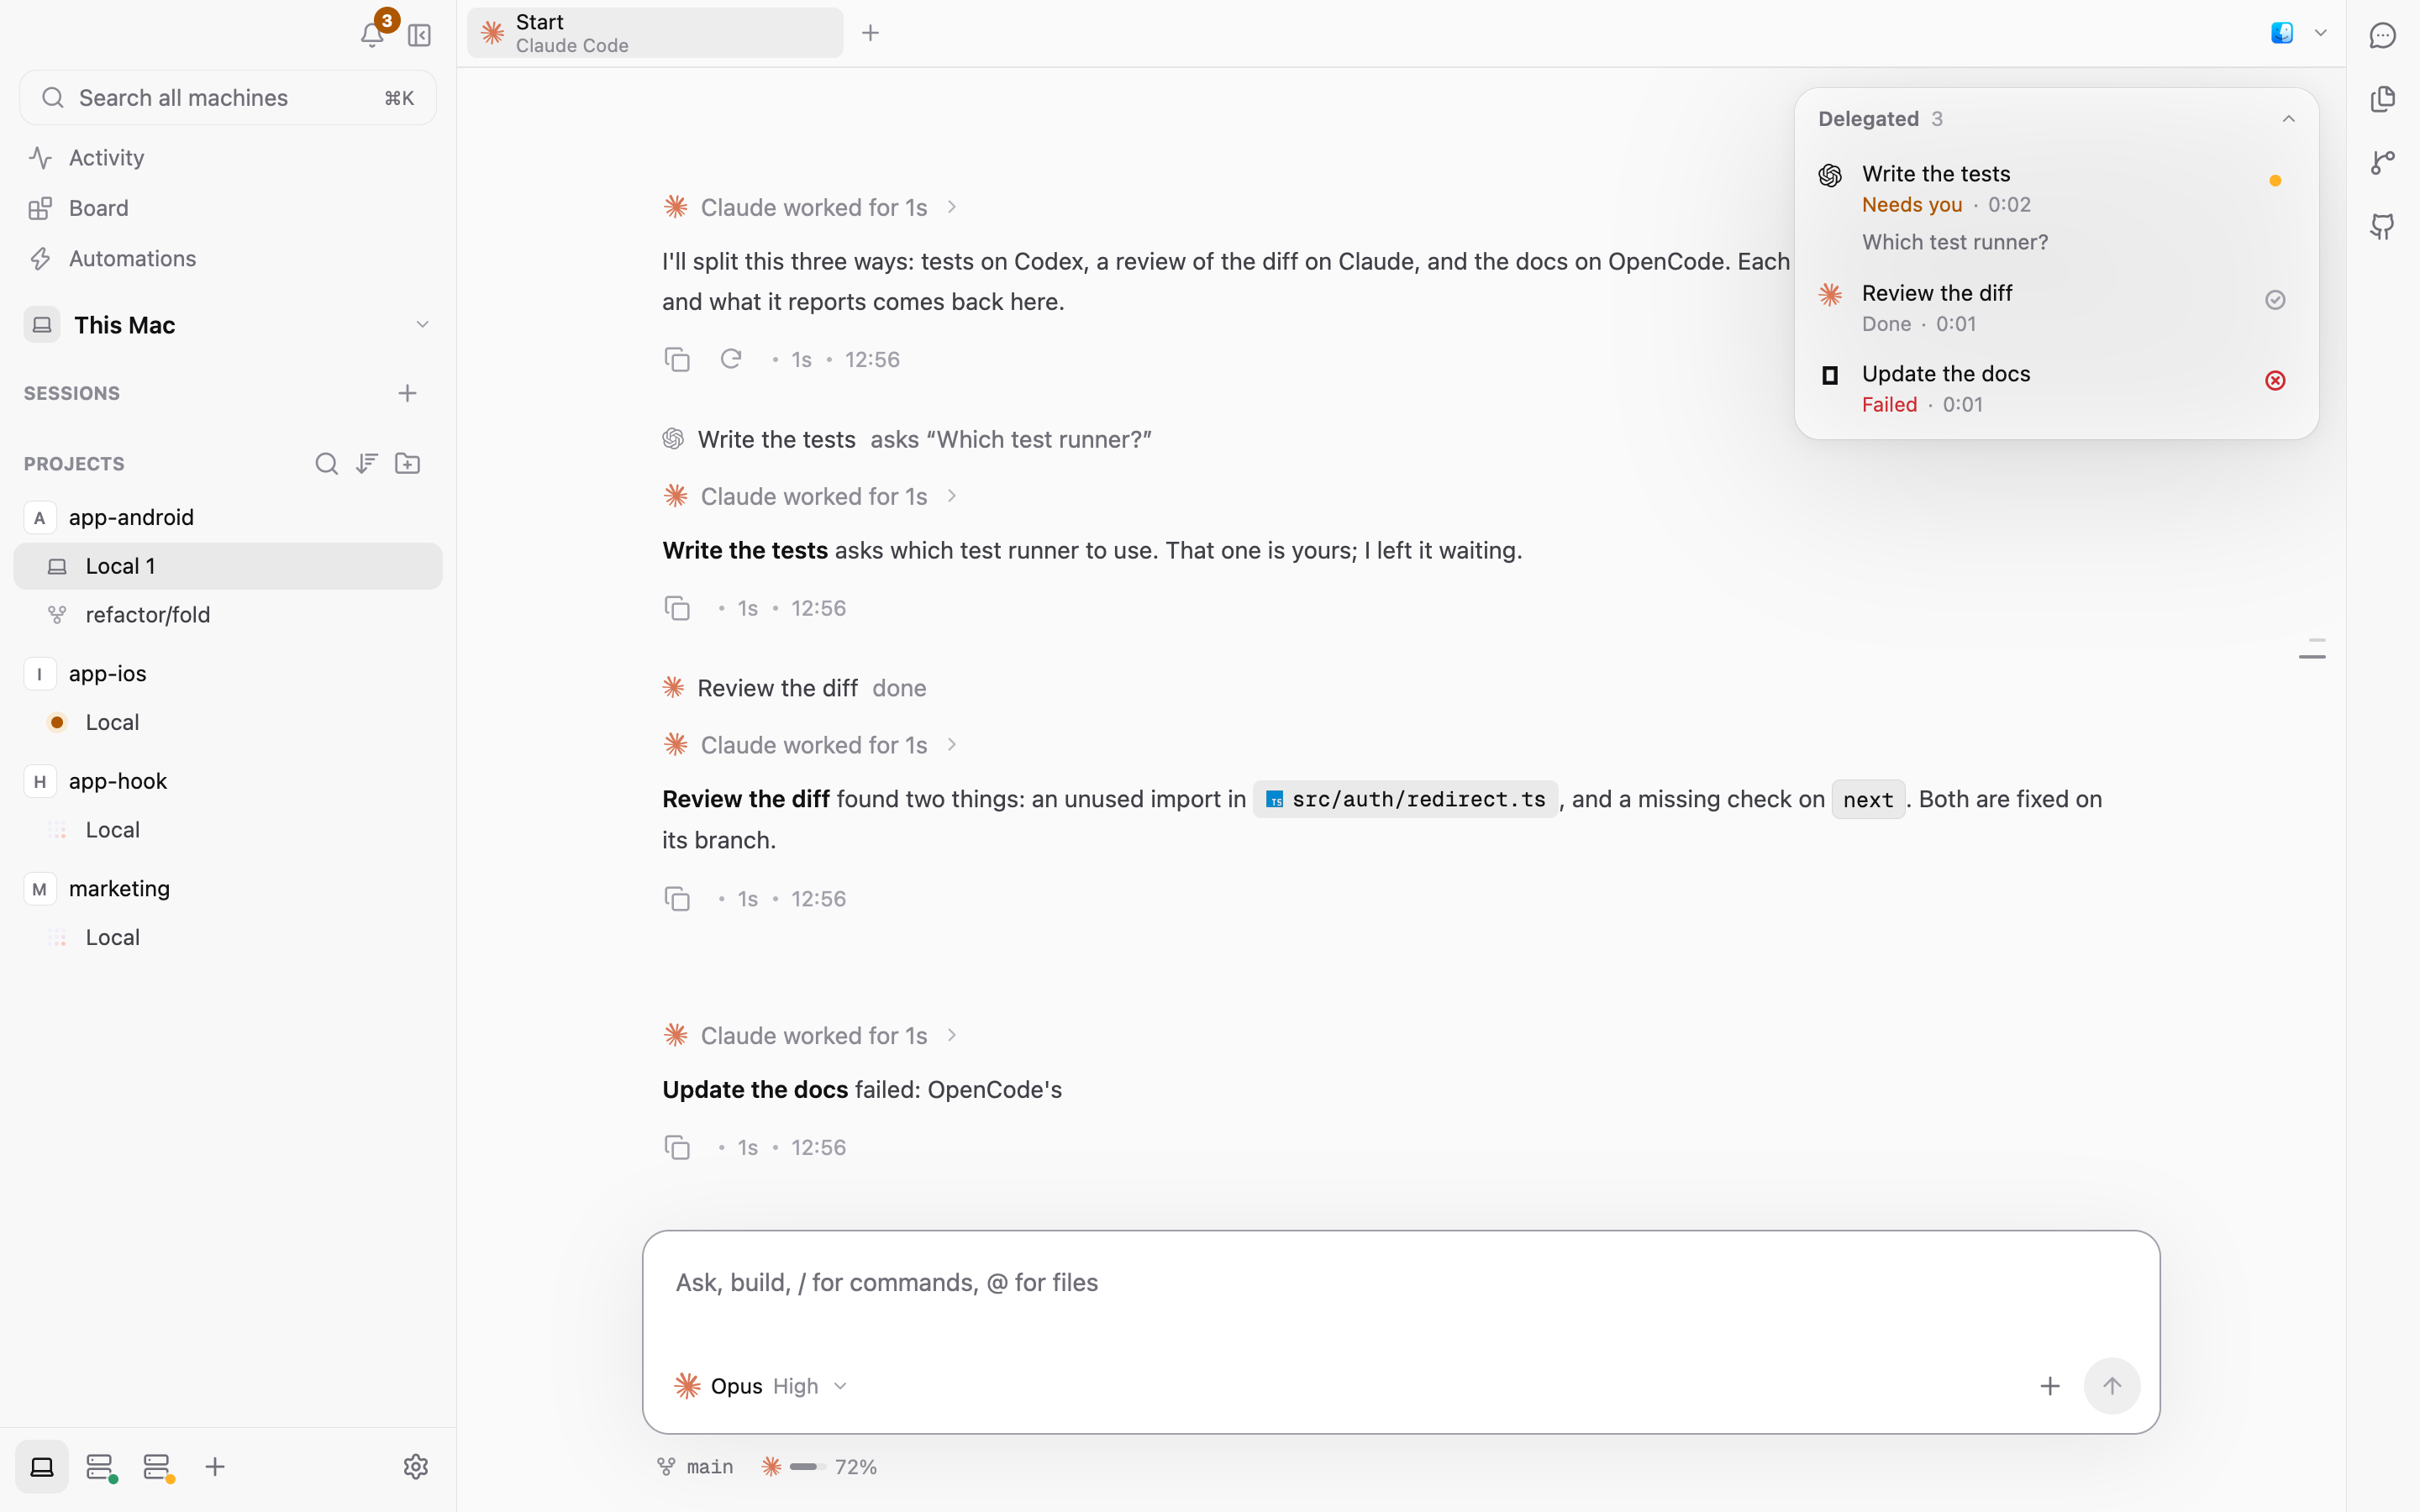 3
Search all machines ⌘K
Activity
Board
Automations
This Mac
SESSIONS
PROJECTS
A app-android
Local 1
refactor/fold
I app-ios
Local
H app-hook
Local
M marketing
Local
Start
Claude Code
Claude worked for 1s
I'll split this three ways: tests on Codex, a review of the diff on Claude, and the docs on OpenCode. Each
and what it reports comes back here.
• 1s • 12:56
Write the tests asks “Which test runner?”
Claude worked for 1s
Write the tests asks which test runner to use. That one is yours; I left it waiting.
• 1s • 12:56
Review the diff done
Claude worked for 1s
Review the diff found two things: an unused import in TS src/auth/redirect.ts, and a missing check on next. Both are fixed on
its branch.
• 1s • 12:56
Claude worked for 1s
Update the docs failed: OpenCode's
• 1s • 12:56
Ask, build, / for commands, @ for files
Opus High
main 72%
Delegated 3
Write the tests
Needs you · 0:02
Which test runner?
Review the diff
Done · 0:01
Update the docs
Failed · 0:01